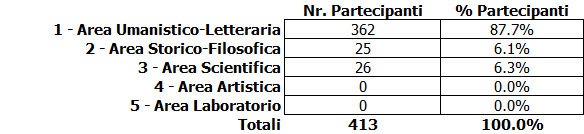 Nr. Partecipanti % Partecipanti
1 - Area Umanistico-Letteraria 362 87.7%
2 - Area Storico-Filosofica 25 6.1%
3 - Area Scientifica 26 6.3%
4 - Area Artistica 0 0.0%
5 - Area Laboratorio 0 0.0%
Totali 413 100.0%